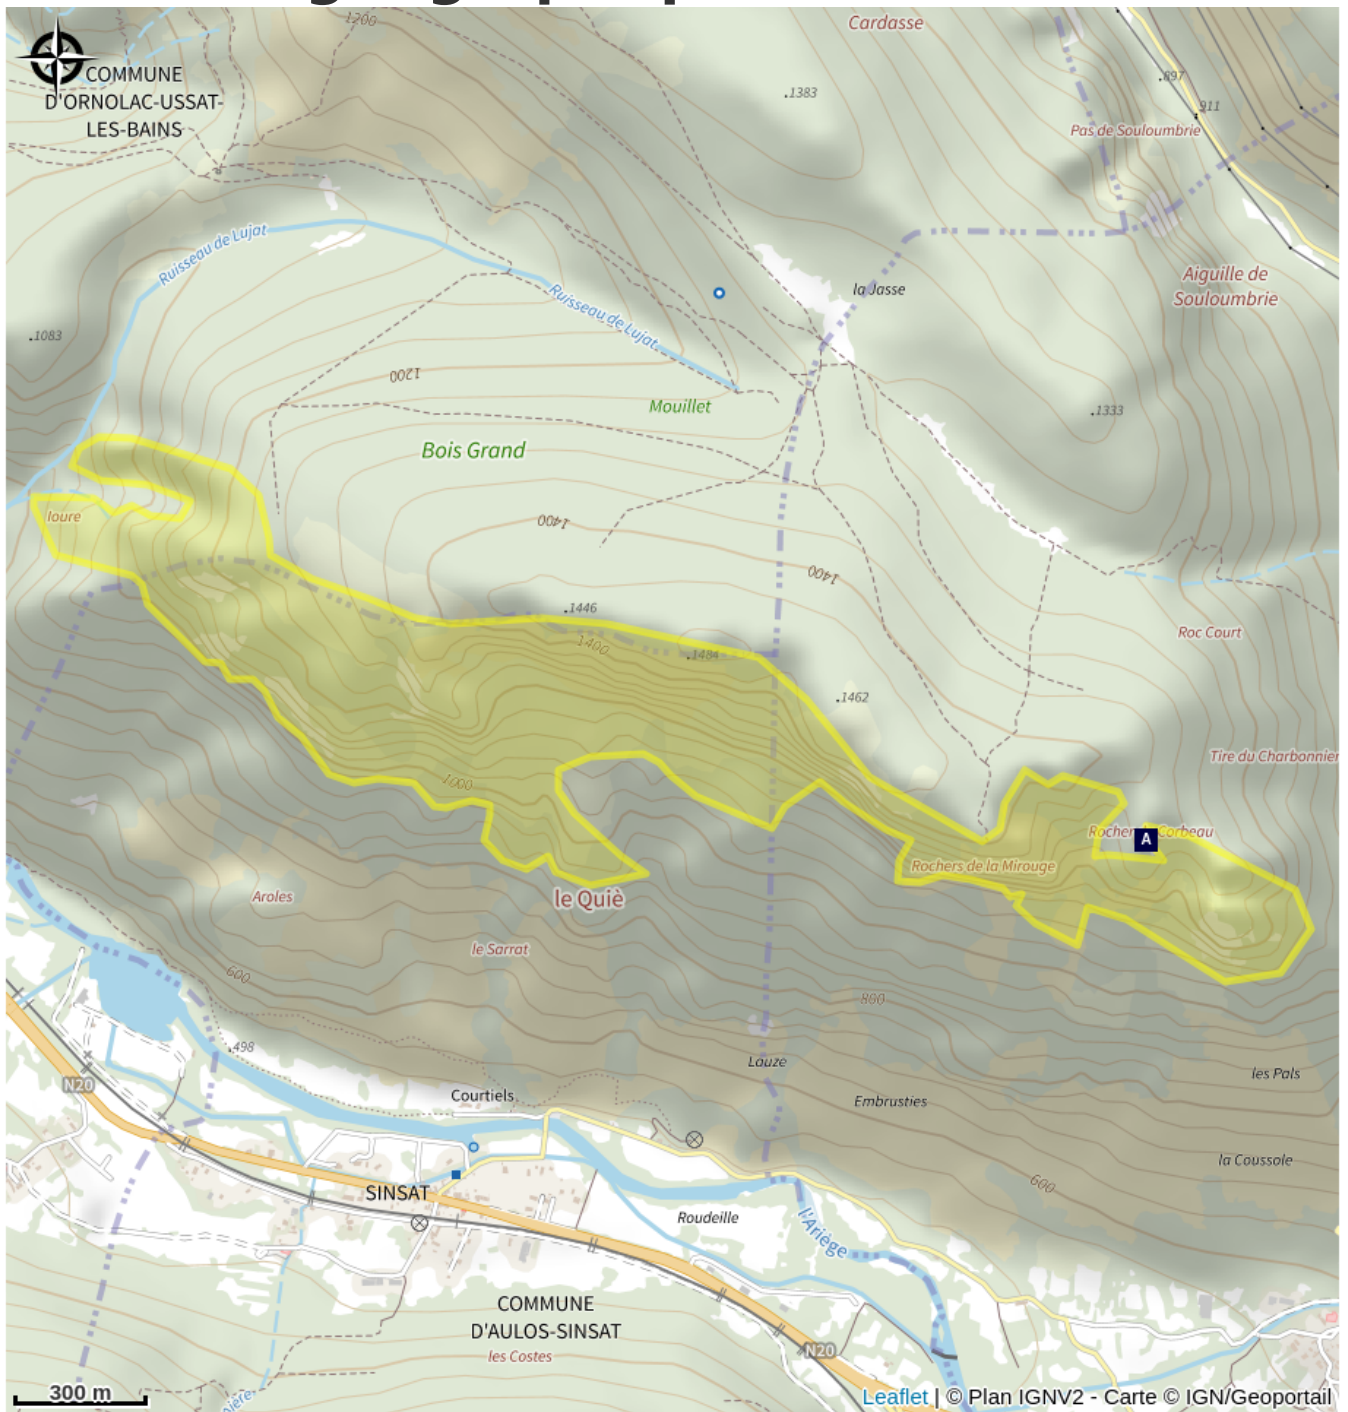 1200
Cardasse
COMMUNE
D'ORNOLAC-USSAT-
LES-BAINS
.897
.1383
911
Pas de Souloumbrie
Ruisseau de Lujat
Aiguille de
Souloumbrie
la Jasse
Ruisseau de Lujat
.1083
1200
Mouillet
.1333
Bois Grand
1400
loure
1400
.1446
Roc Court
1400
.1484
.1462
Tire du Charbonnier
1000
A
Rochers de la Mirouge
Aroles
le Quiè
le Sarrat
600
800
.498
Lauze
les Pals
N20
Courtiels
Embrusties
la Coussole
600
SINSAT
Roudeille
l'Ariège
COMMUNE
D'AULOS-SINSAT
les Costes
N20
300 m
Leaflet | © Plan IGNV2 - Carte © IGN/Geoportail